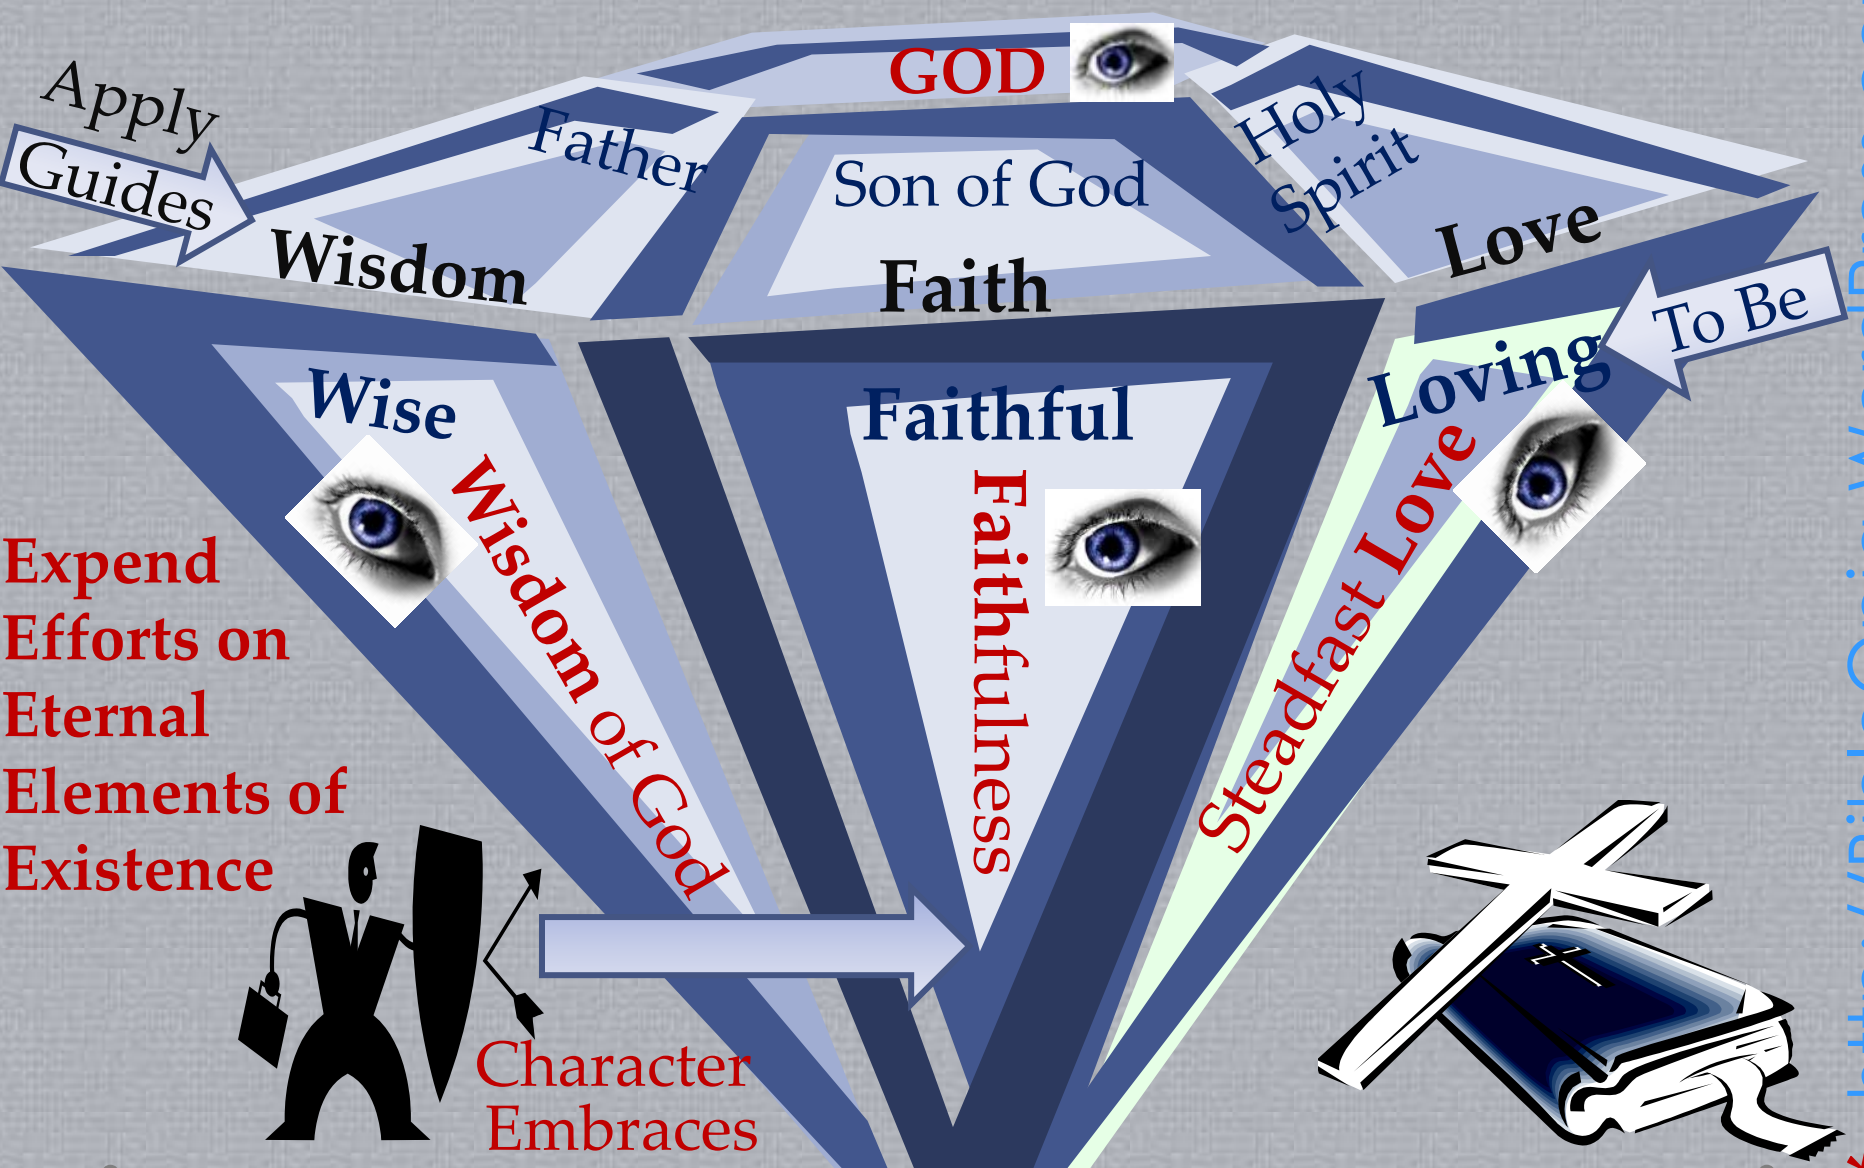 GOD
Apply
Guides
Father
Son of God
Holy
Spirit
Wisdom
Faith
Love
To Be
Wise
Faithful
Loving
Wisdom of God
Faithfulness
Steadfast Love
Expend
Efforts on
Eternal
Elements of
Existence
Character
Embraces